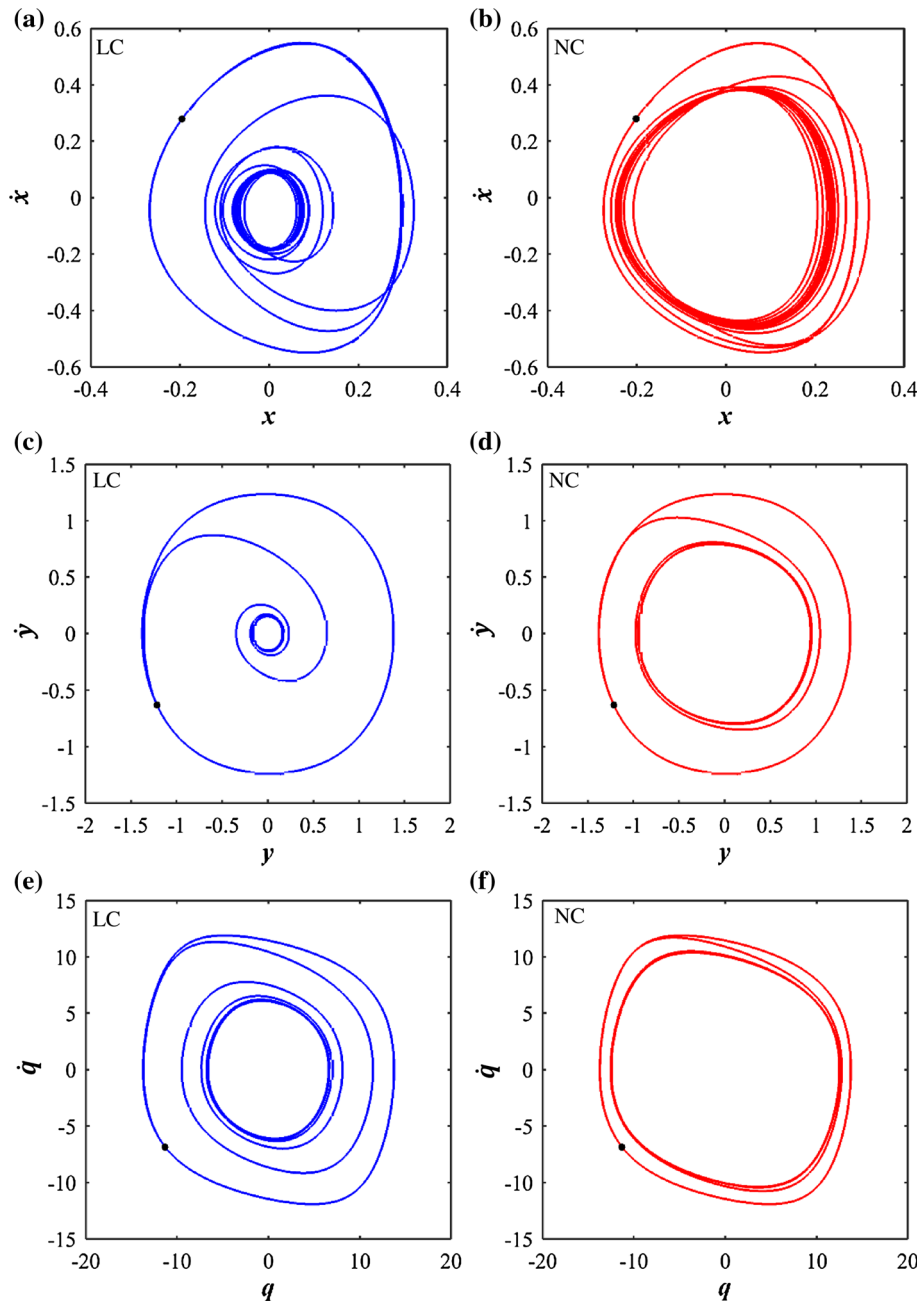 (a) (b)
LC NC
0.6 0.6
0.4 0.4
0.2 0.2
0 0
-0.2 -0.2
-0.4 -0.4
-0.6 -0.6
ẋ ẋ
-0.4 -0.2 0 0.2 0.4 -0.4 -0.2 0 0.2 0.4
x x
(c) (d)
LC NC
1.5 1.5
1 1
0.5 0.5
0 0
-0.5 -0.5
-1 -1
-1.5 -1.5
ẏ ẏ
-2 -1.5 -1 -0.5 0 0.5 1 1.5 2 -2 -1.5 -1 -0.5 0 0.5 1 1.5 2
y y
(e) (f)
LC NC
15 15
10 10
5 5
0 0
-5 -5
-10 -10
-15 -15
q̇ q̇
-20 -10 0 10 20 -20 -10 0 10 20
q q